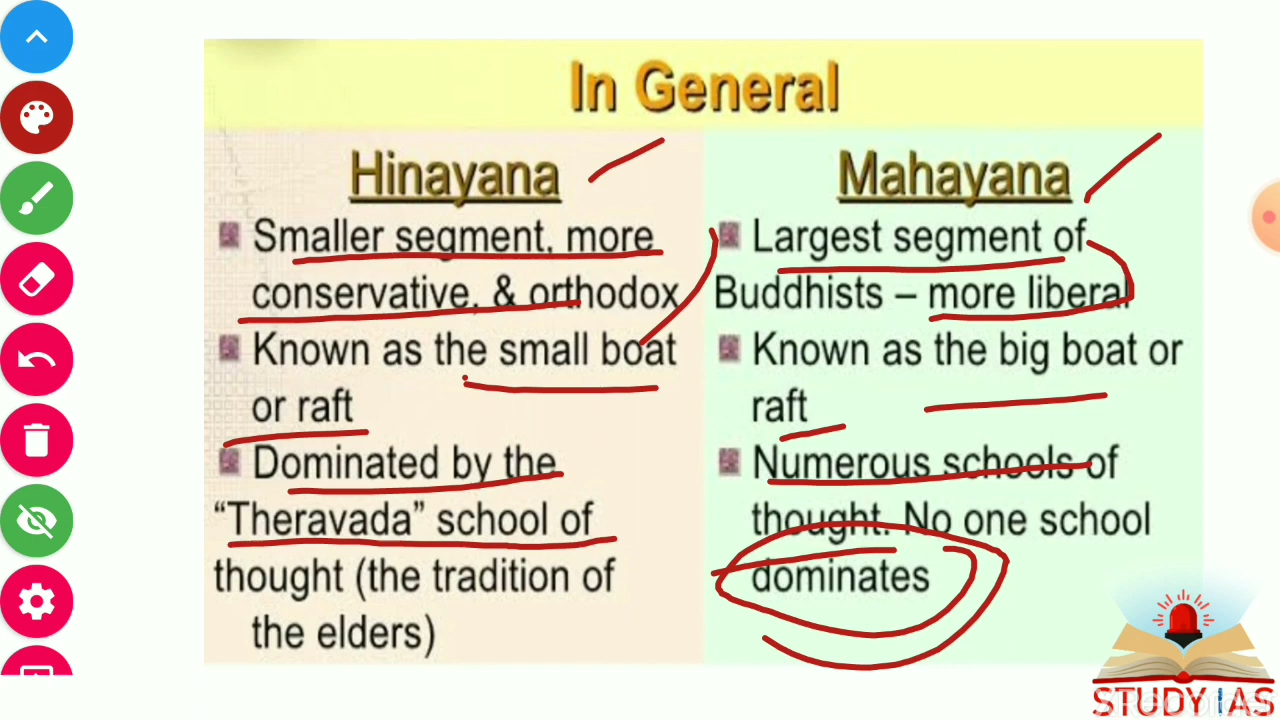 In General
Hinayana
Smaller segment, more
conservative, & orthodox
Known as the small boat
or raft
Dominated by the
“Theravada” school of
thought (the tradition of
the elders)
Mahayana
Largest segment of
Buddhists – more liberal
Known as the big boat or
raft
Numerous schools of
thought. No one school
dominates
STUDY IAS
XRecorder